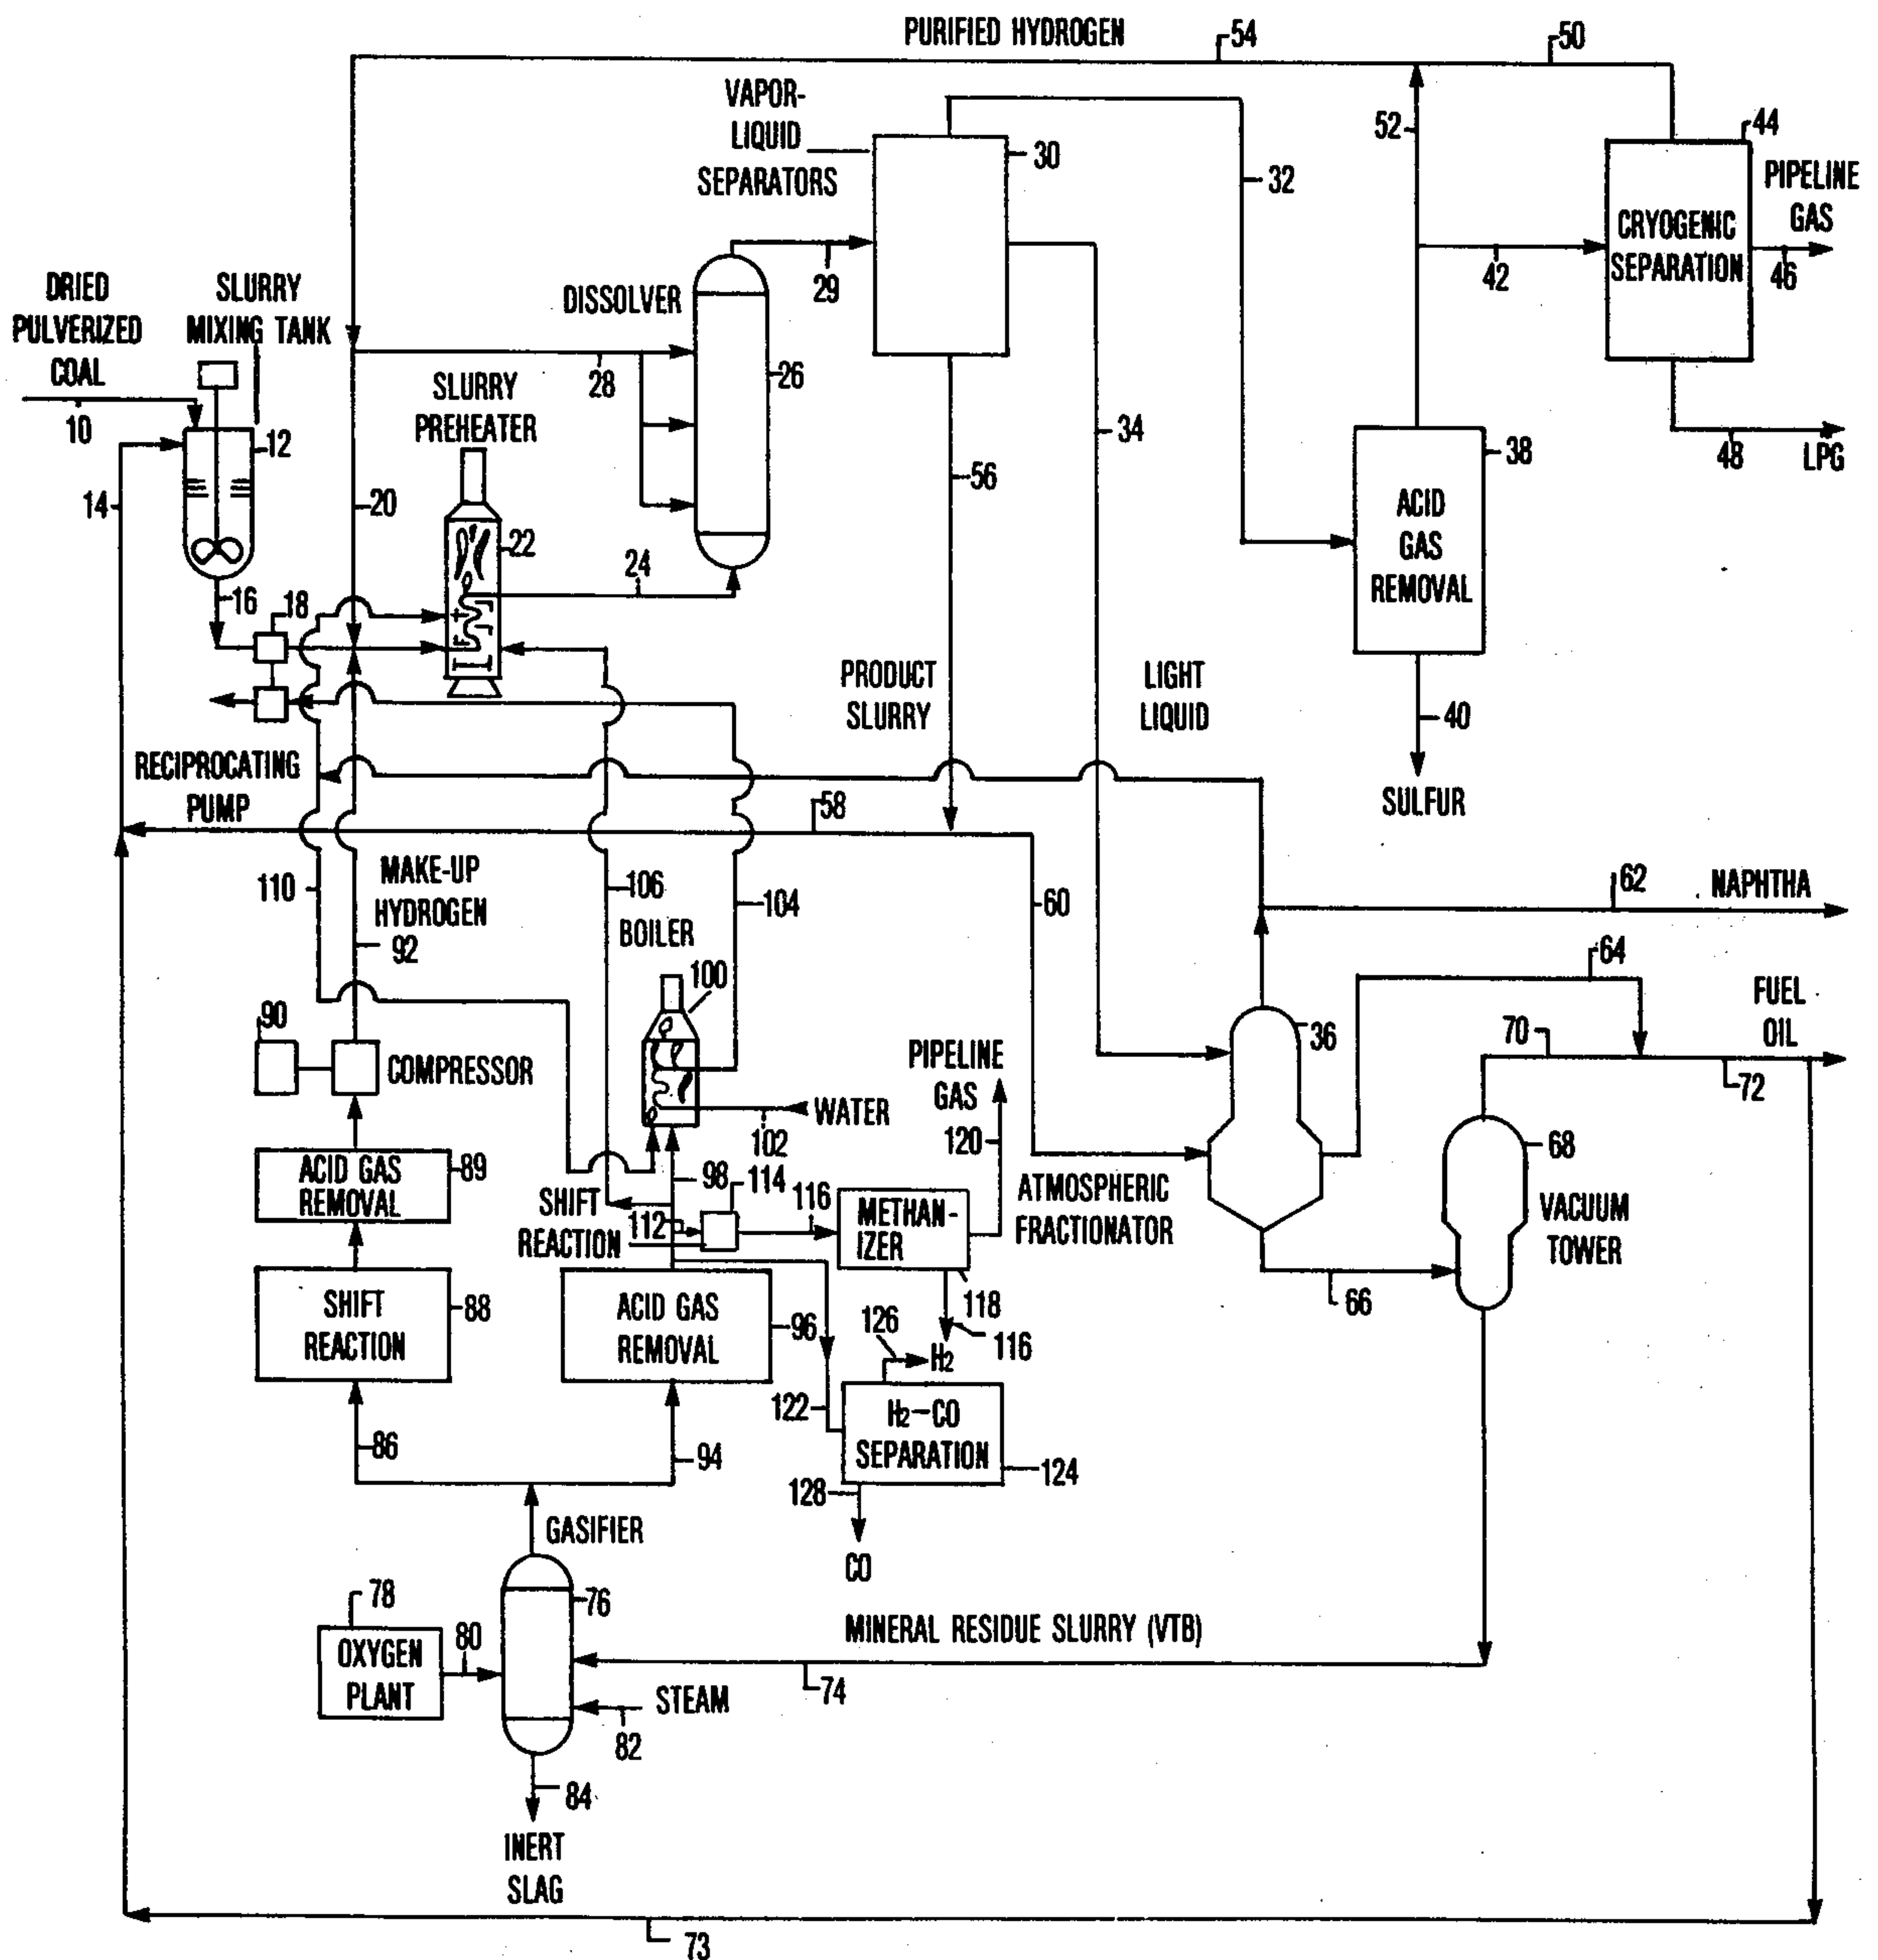 PURIFIED HYDROGEN
54
50
VAPOR-
LIQUID
SEPARATORS
30
32
52
44
PIPELINE
GAS
CRYOGENIC
SEPARATION
42
46
29
DRIED
PULVERIZED
COAL
SLURRY
MIXING TANK
DISSOLVER
28
26
10
12
SLURRY
PREHEATER
34
38
48
LPG
14
20
22
24
56
ACID
GAS
REMOVAL
16
18
PRODUCT
SLURRY
LIGHT
LIQUID
40
SULFUR
RECIPROCATING
PUMP
58
110
MAKE-UP
HYDROGEN
92
106
104
60
62
NAPHTHA
BOILER
100
64
FUEL
OIL
90
COMPRESSOR
36
70
72
PIPELINE
GAS
120
WATER
102
ACID GAS
REMOVAL
89
98
114
SHIFT
REACTION
112
116
METHAN-
IZER
ATMOSPHERIC
FRACTIONATOR
68
VACUUM
TOWER
SHIFT
REACTION
88
ACID GAS
REMOVAL
96
118
116
66
126
H2
122
H2-CO
SEPARATION
124
86
94
128
CO
GASIFIER
76
78
OXYGEN
PLANT
80
MINERAL RESIDUE SLURRY (VTB)
74
STEAM
82
84
INERT
SLAG
73